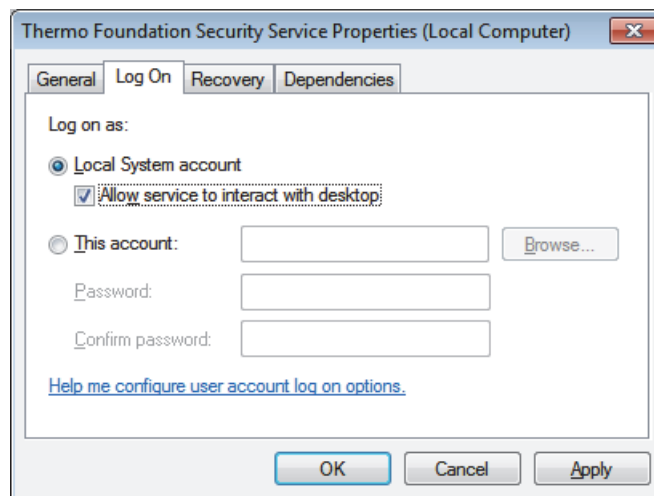 Thermo Foundation Security Service Properties (Local Computer)
General Log On Recovery Dependencies
Log on as:
Local System account
Allow service to interact with desktop
This account:
Browse...
Password:
Confirm password:
Help me configure user account log on options.
OK Cancel Apply